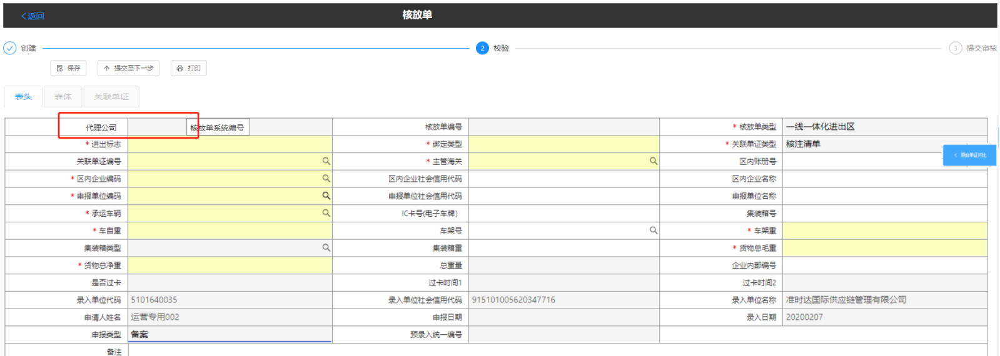 <返回
核放单
创建
2 校验
3 提交审核
保存 提交至下一步 打印
表头 表体 关联单证
代理公司 核放单系统编号 核放单编号 * 核放单类型 一线一体化进出区
* 进出标志 * 绑定类型 * 关联单证类型 核注清单
关联单证编号 * 主管海关 区内账册号
< 原始单证对比
* 区内企业编码 区内企业社会信用代码 区内企业名称
* 申报单位编码 申报单位社会信用代码 申报单位名称
* 承运车辆 IC卡号(电子车牌) 集装箱号
* 车自重 车架号 * 车架重
集装箱类型 集装箱重 * 货物总毛重
* 货物总净重 总重量 企业内部编号
是否过卡 过卡时间1 过卡时间2
录入单位代码 5101640035 录入单位社会信用代码 915101005620347716 录入单位名称 准时达国际供应链管理有限公司
申请人姓名 运营专用002 申报日期 录入日期 20200207
申报类型 备案 预录入统一编号
备注